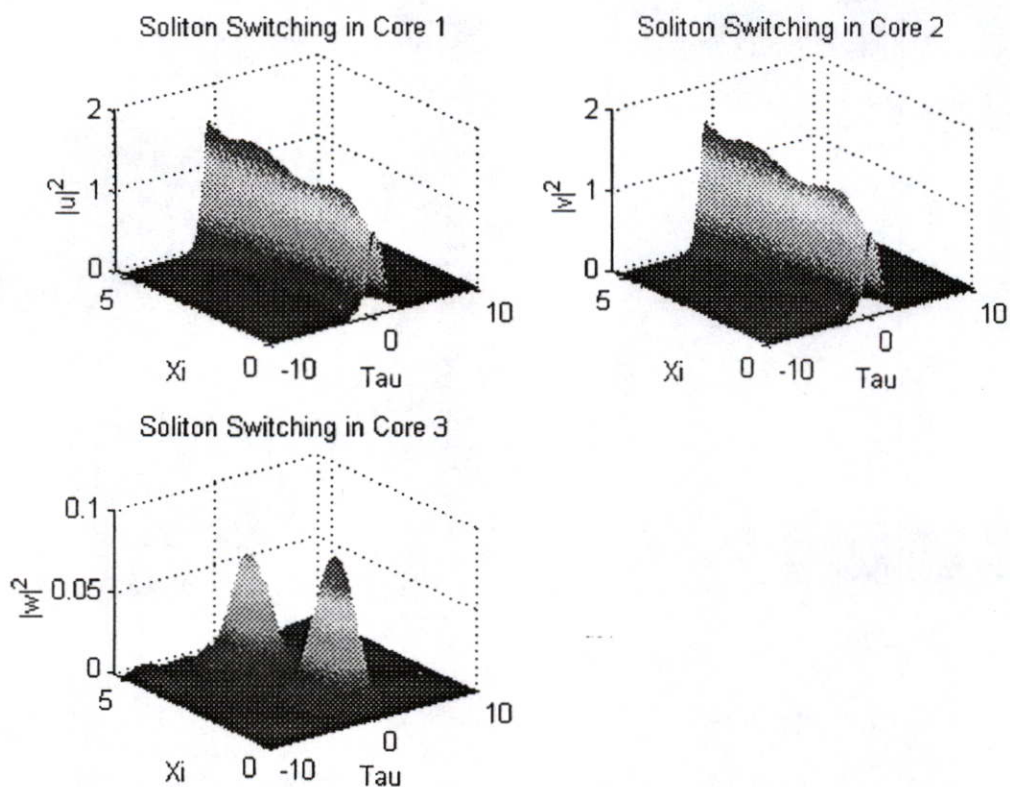 Soliton Switching in Core 1
2
1
0
|u|^2
5
Xi
0
-10
0
10
Tau
Soliton Switching in Core 2
2
1
0
|v|^2
5
Xi
0
-10
0
10
Tau
Soliton Switching in Core 3
0.1
0.05
0
|w|^2
5
Xi
0
-10
0
10
Tau